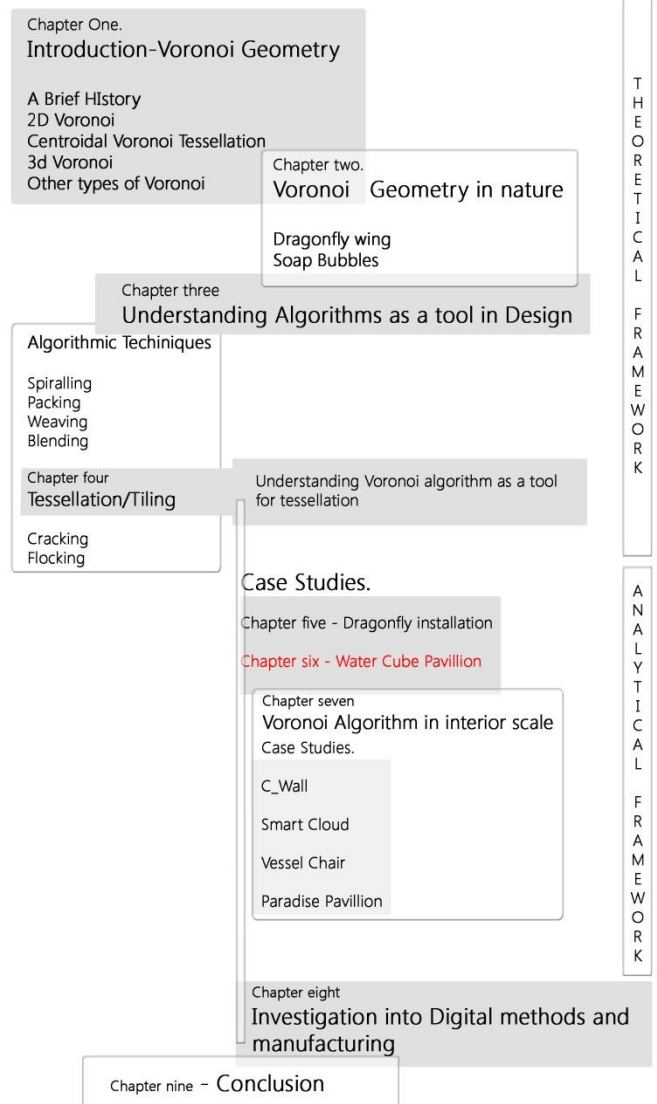 Chapter One.
Introduction-Voronoi Geometry
A Brief HIstory
2D Voronoi
Centroidal Voronoi Tessellation
3d Voronoi
Other types of Voronoi
Chapter two.
Voronoi Geometry in nature
Dragonfly wing
Soap Bubbles
Chapter three
Understanding Algorithms as a tool in Design
Algorithmic Techiniques
Spiralling
Packing
Weaving
Blending
Chapter four
Tessellation/Tiling
Understanding Voronoi algorithm as a tool
for tessellation
Cracking
Flocking
Case Studies.
Chapter five - Dragonfly installation
Chapter six - Water Cube Pavillion
Chapter seven
Voronoi Algorithm in interior scale
Case Studies.
C_Wall
Smart Cloud
Vessel Chair
Paradise Pavillion
Chapter eight
Investigation into Digital methods and
manufacturing
Chapter nine - Conclusion
THEORETICAL FRAMEWORK
ANALYTICAL FRAMEWORK